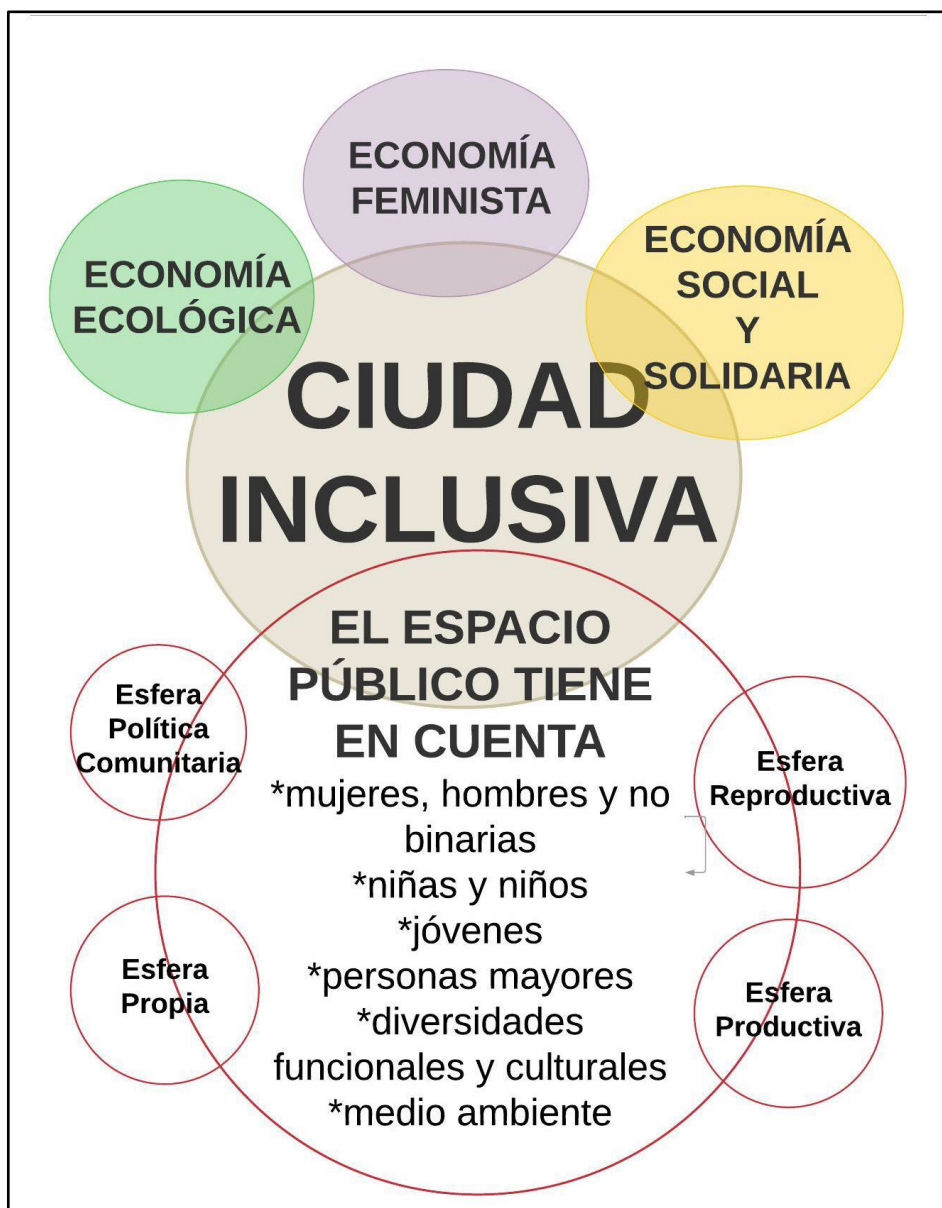 ECONOMÍA
FEMINISTA
ECONOMÍA
ECOLÓGICA
ECONOMÍA
SOCIAL
Y
SOLIDARIA
CIUDAD
INCLUSIVA
EL ESPACIO
PÚBLICO TIENE
EN CUENTA
*mujeres, hombres y no
binarias
*niñas y niños
*jóvenes
*personas mayores
*diversidades
funcionales y culturales
*medio ambiente
Esfera
Política
Comunitaria
Esfera
Reproductiva
Esfera
Propia
Esfera
Productiva